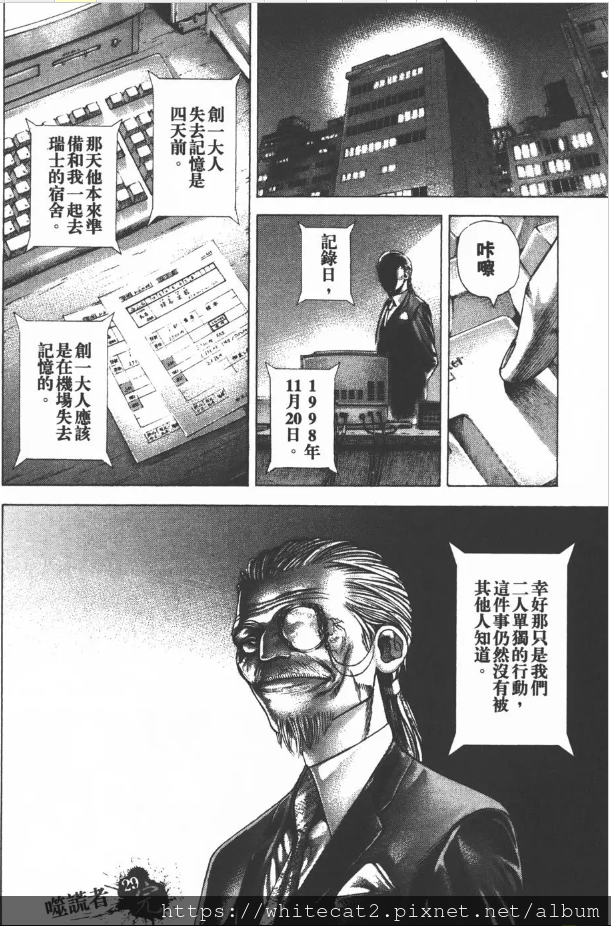 咔嚓
記錄日，
1998年
11月20日。
創一大人
失去記憶是
四天前。
那天他本來準
備和我一起去
瑞士的宿舍。
創一大人應該
是在機場失去
記憶的。
幸好那只是我們
二人單獨的行動，
這件事仍然沒有被
其他人知道。
噬謊者
29
完
https://whitecat2.pixnet.net/album